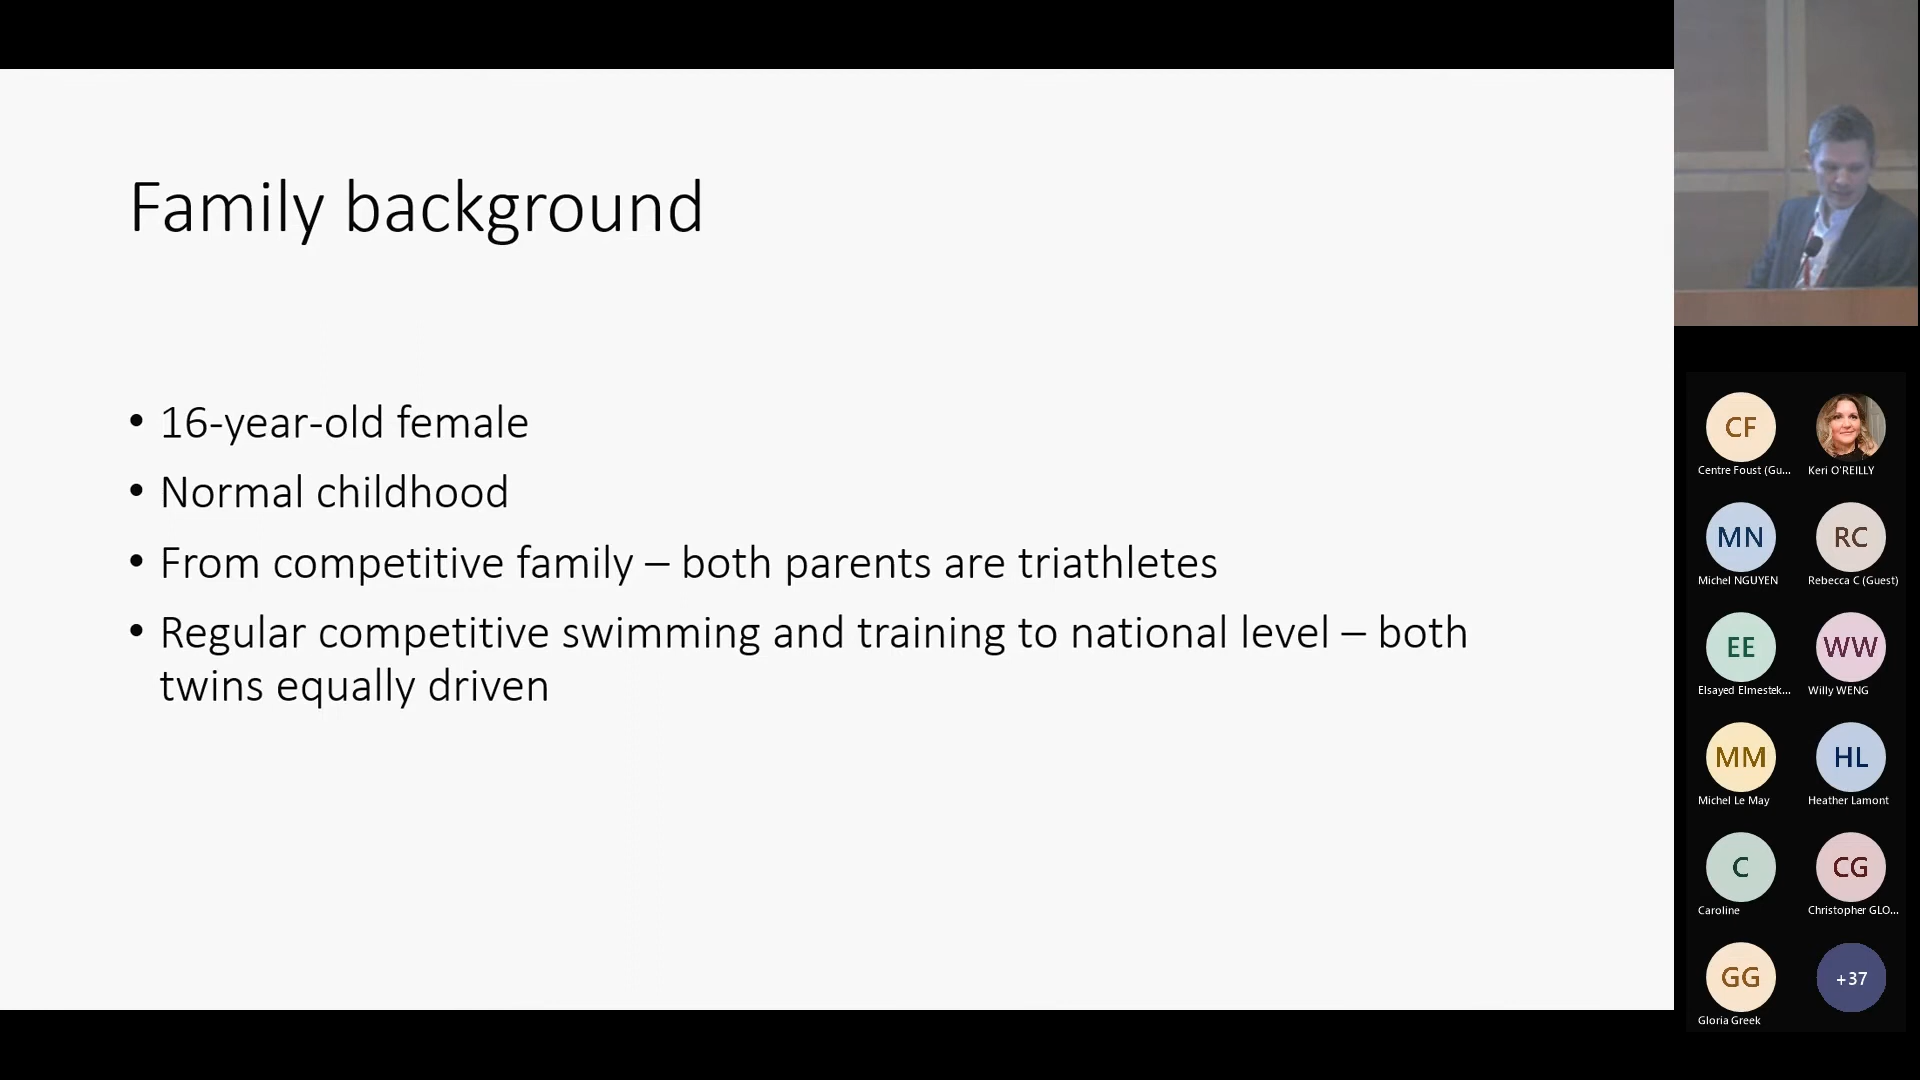 Family background
• 16-year-old female
• Normal childhood
• From competitive family – both parents are triathletes
• Regular competitive swimming and training to national level – both
twins equally driven
CF
Centre Foust (Gu...
Keri O'REILLY
MN
Michel NGUYEN
RC
Rebecca C (Guest)
EE
Elsayed Elmestek...
WW
Willy WENG
MM
Michel Le May
HL
Heather Lamont
C
Caroline
CG
Christopher GLO...
GG
Gloria Greek
+37